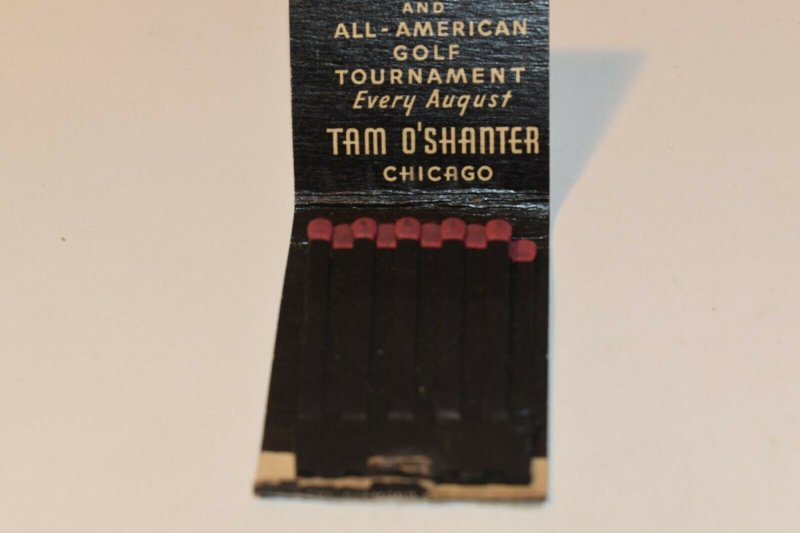 AND
ALL-AMERICAN
GOLF
TOURNAMENT
Every August
TAM O'SHANTER
CHICAGO